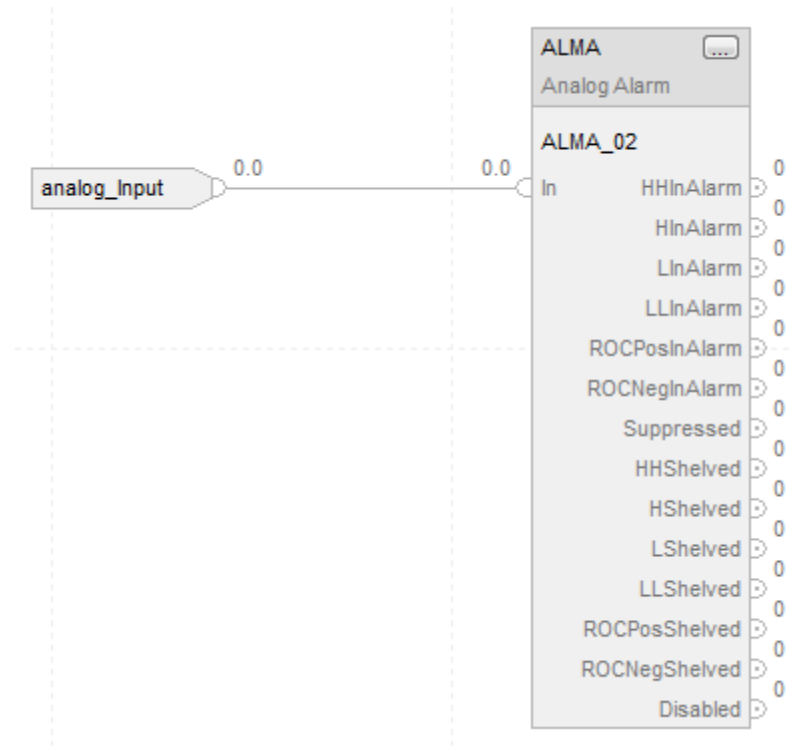 ALMA ...
Analog Alarm
ALMA_02
0.0 0.0 0
analog_Input In HHInAlarm
0
HInAlarm
0
LInAlarm
0
LLInAlarm
0
ROCPosInAlarm
0
ROCNegInAlarm
0
Suppressed
0
HHShelved
0
HShelved
0
LShelved
0
LLShelved
0
ROCPosShelved
0
ROCNegShelved
0
Disabled